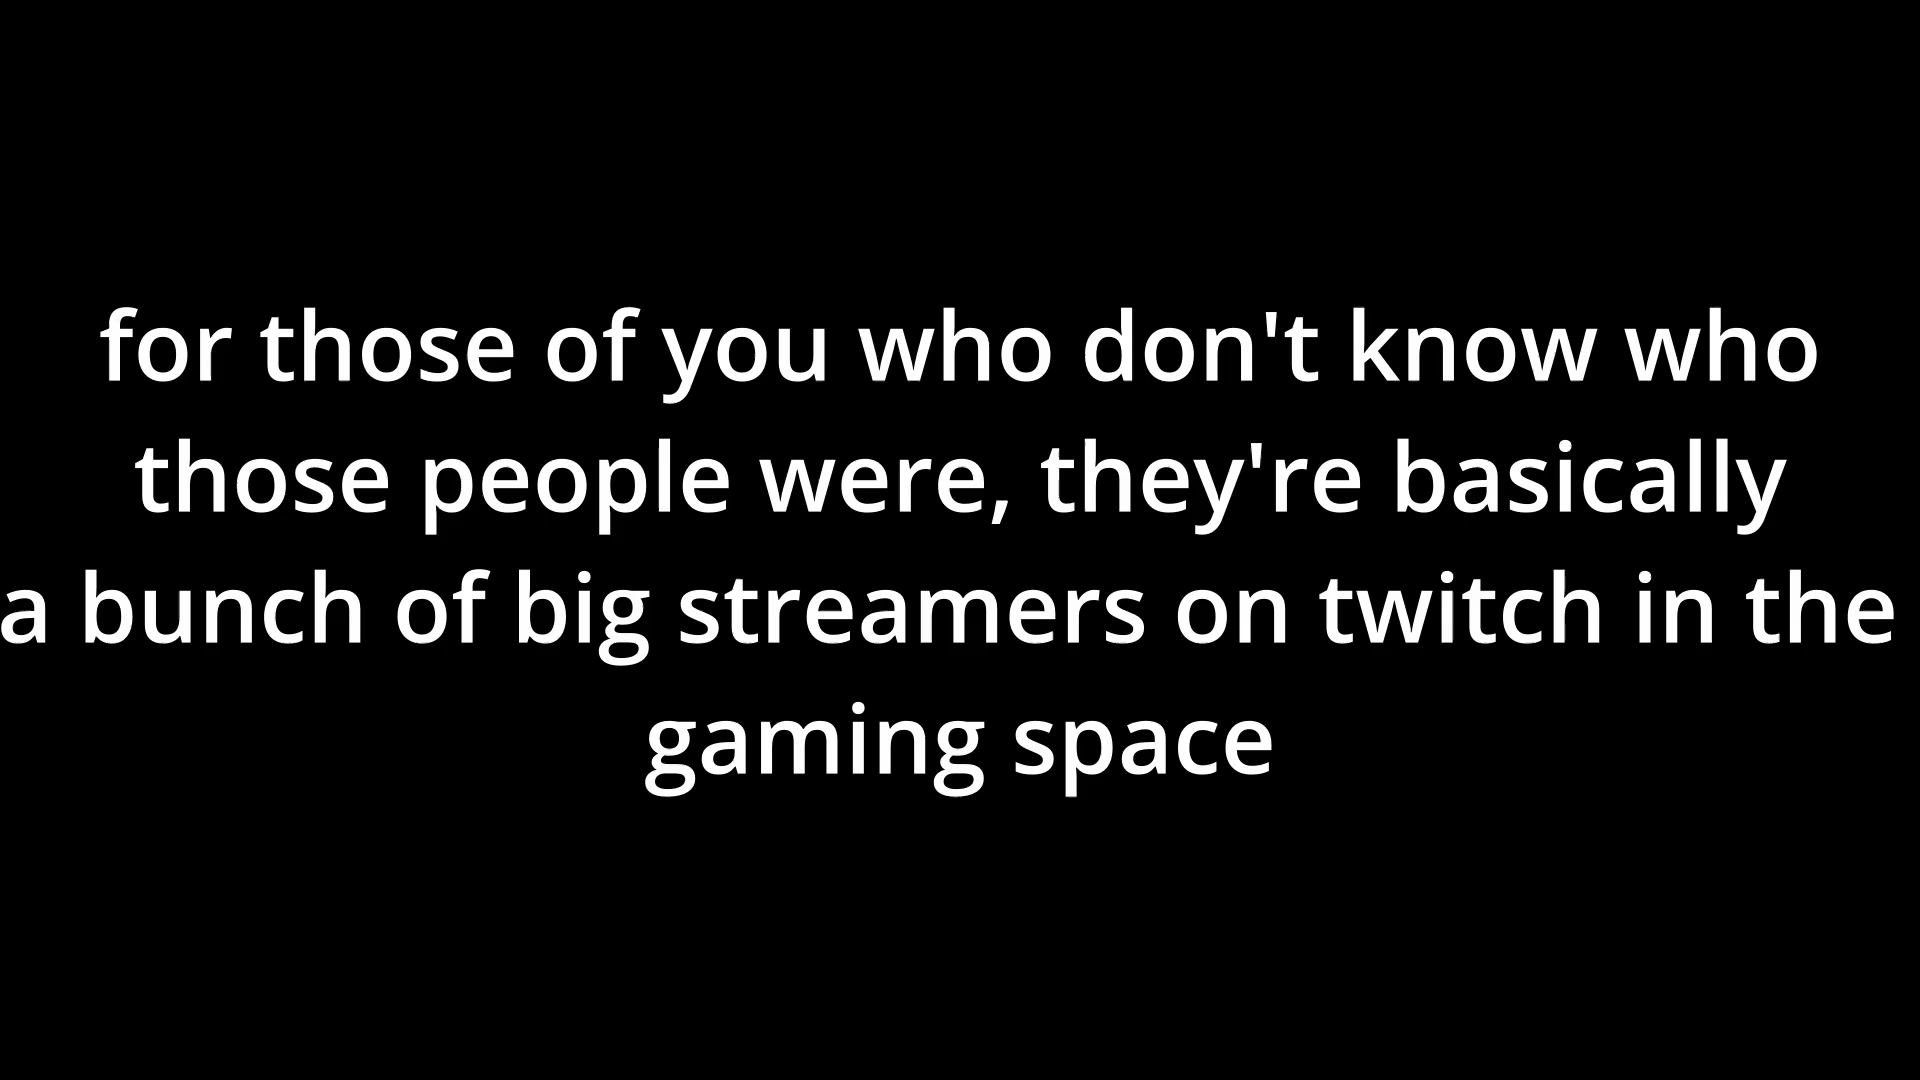 for those of you who don't know who
those people were, they're basically
a bunch of big streamers on twitch in the
gaming space